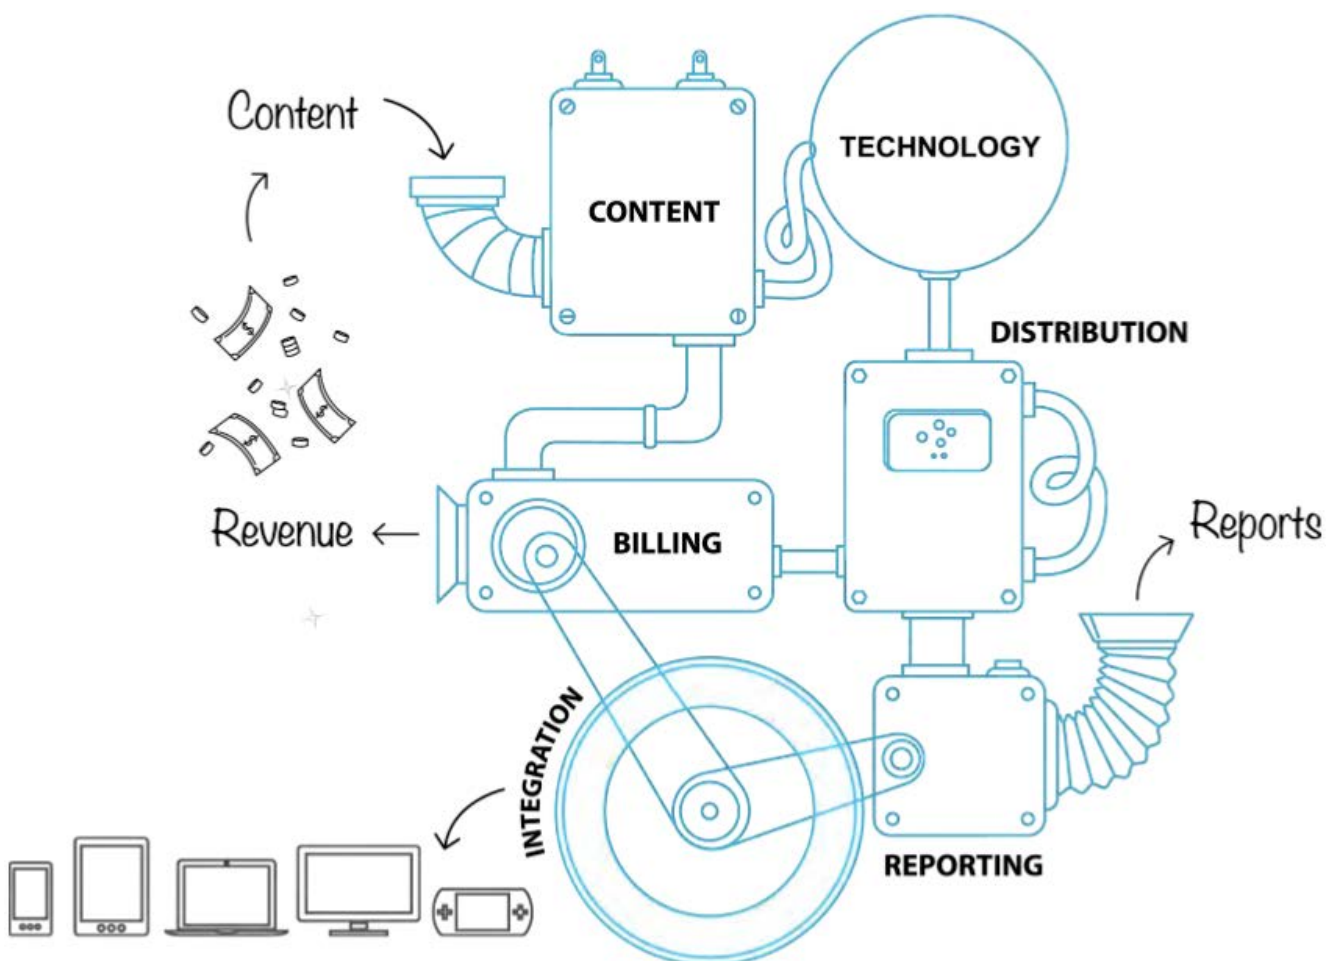 Content
TECHNOLOGY
CONTENT
DISTRIBUTION
Revenue
BILLING
Reports
INTEGRATION
REPORTING
$
$
$